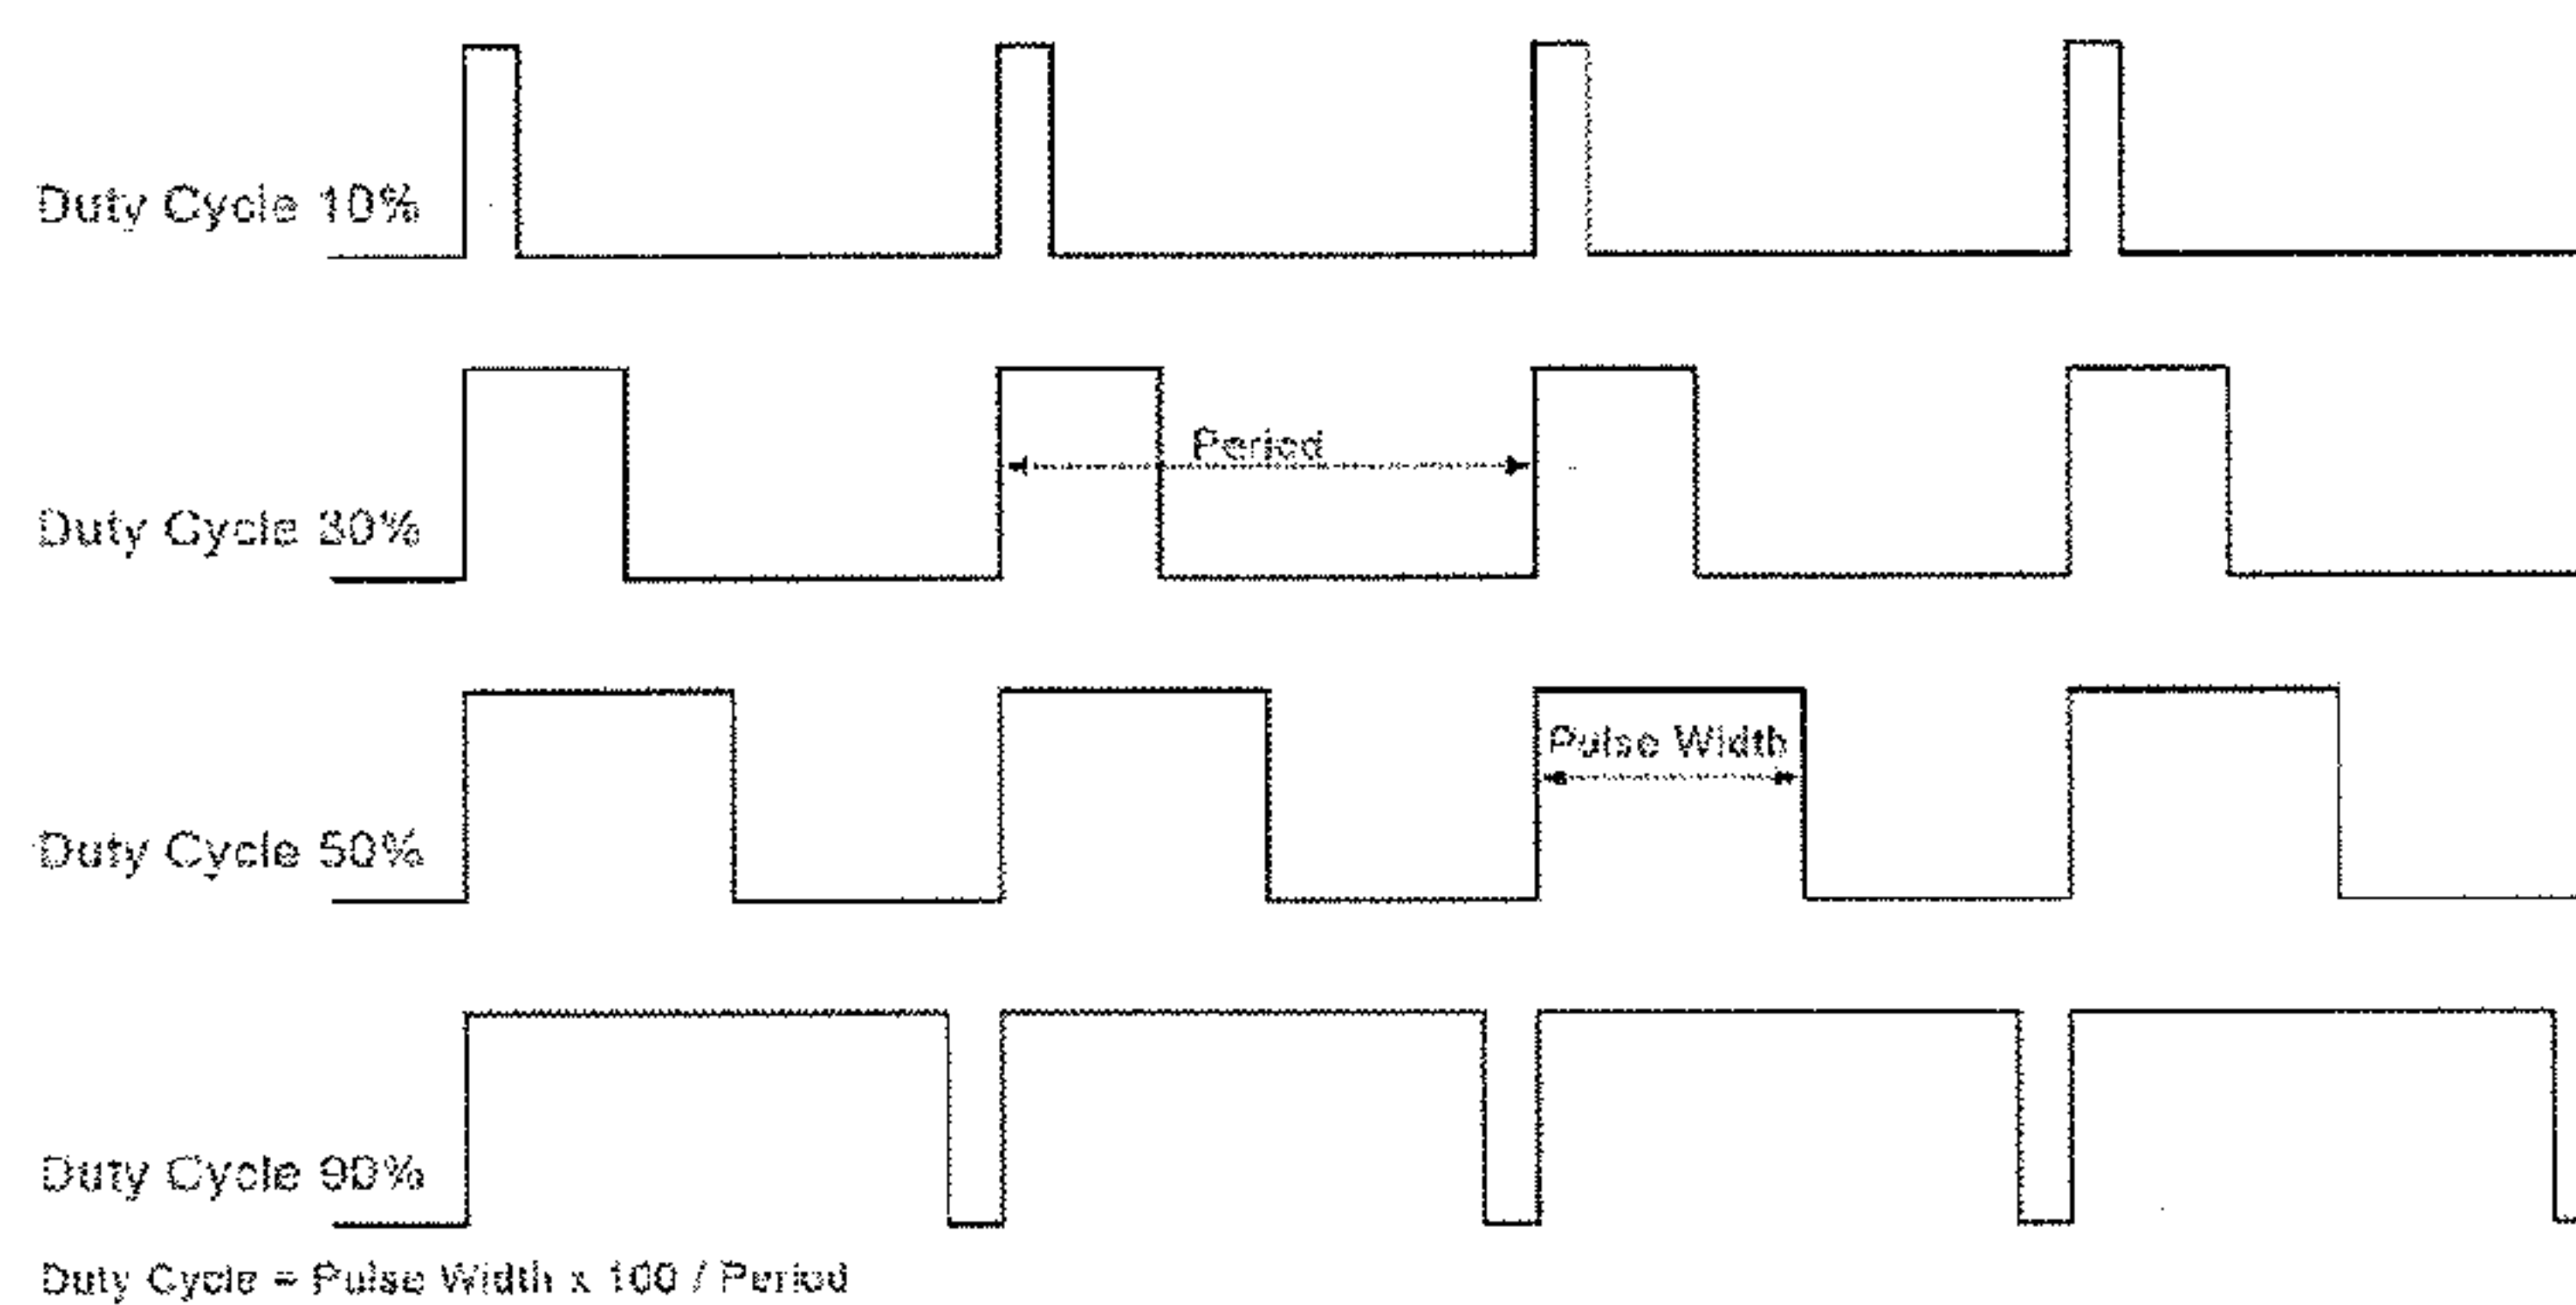 Duty Cycle 10%
Period
Duty Cycle 30%
Pulse Width
Duty Cycle 50%
Duty Cycle 90%
Duty Cycle = Pulse Width x 100 / Period